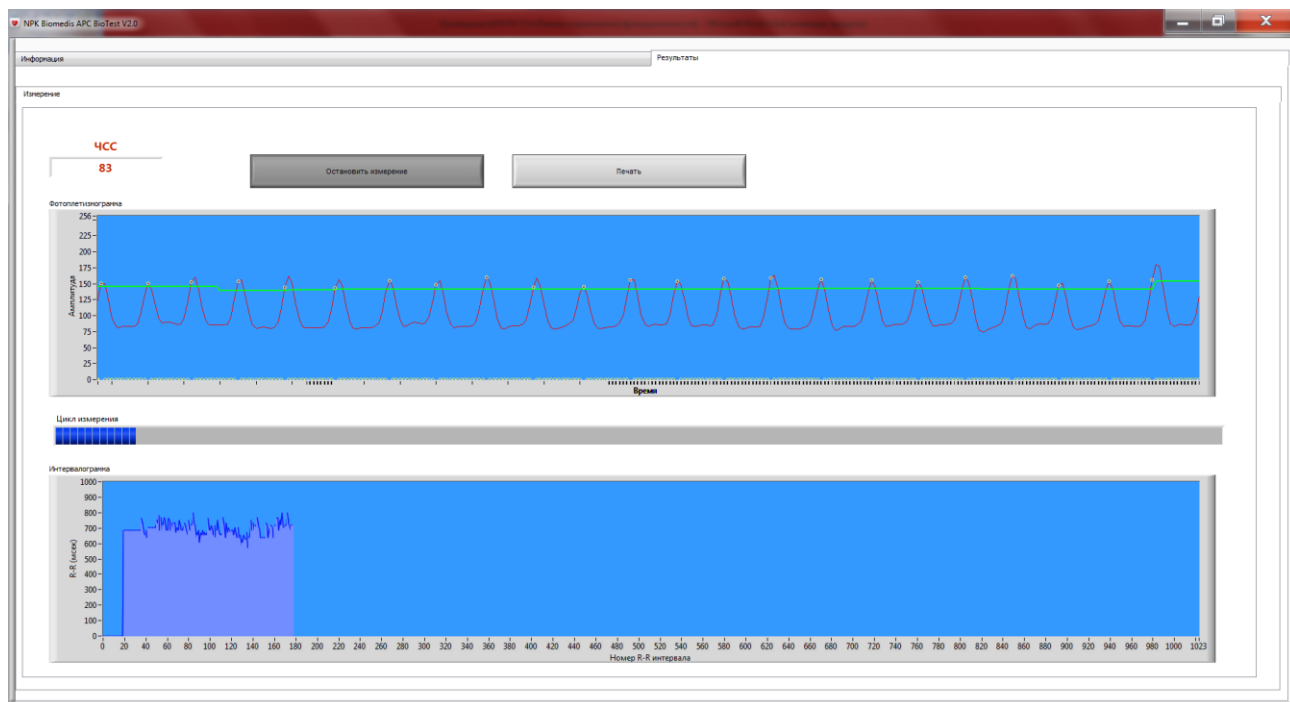 NPK Biomedis APC BioTest V2.0
Информация
Результаты
Измерение
ЧСС
83
Остановить измерение
Печать
Фотоплетизмограмма
Амплитуда
256
225
200
175
150
125
100
75
50
25
0
Время
Цикл измерения
Интервалограмма
R-R (мсек)
1000
900
800
700
600
500
400
300
200
100
0
0 20 40 60 80 100 120 140 160 180 200 220 240 260 280 300 320 340 360 380 400 420 440 460 480 500 520 540 560 580 600 620 640 660 680 700 720 740 760 780 800 820 840 860 880 900 920 940 960 980 1000 1023
Номер R-R интервала